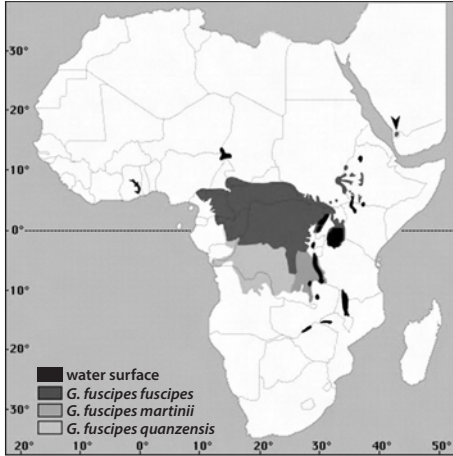 30°
20°
10°
0°
10°
20°
30°
water surface
G. fuscipes fuscipes
G. fuscipes martinii
G. fuscipes quanzensis
20° 10° 0° 10° 20° 30° 40° 50°